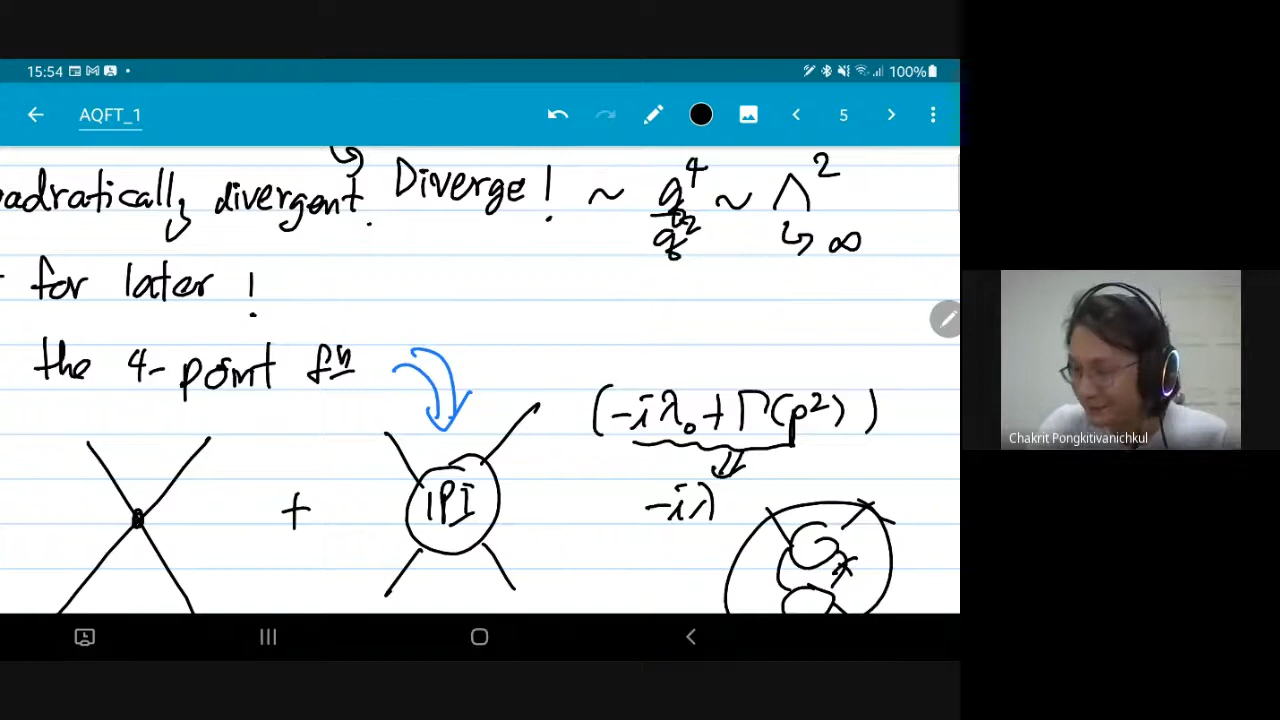 15:54 100%
AQFT_1 5
adratically divergent. Diverge! ~ q^4/q^2 ~ Λ^2
↳ ∞
for later!
the 4-point fn
(-iλ₀ + Γ(p²))
-iλ
+ 1PI
Chakrit Pongkitivanichkul